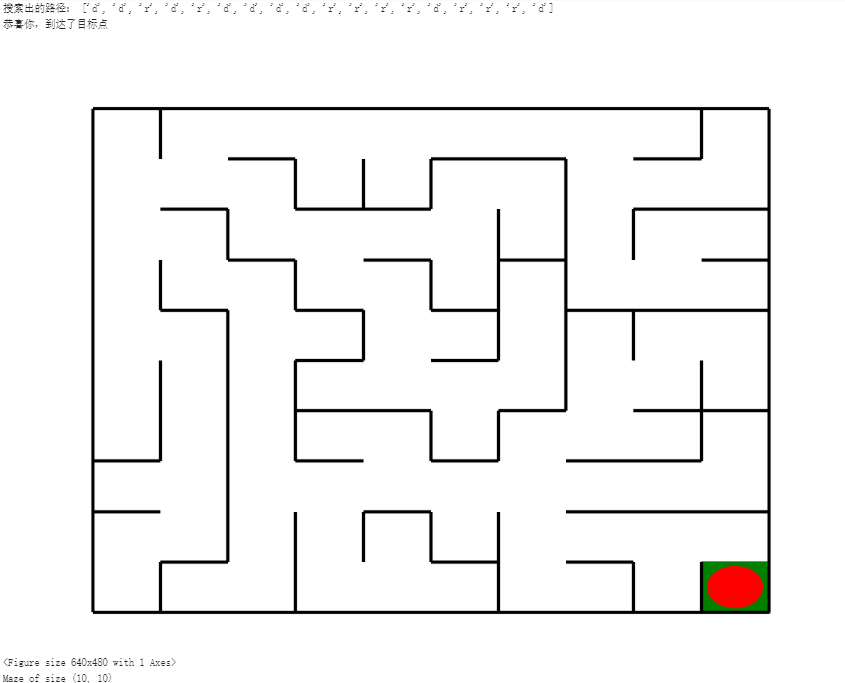 搜索出的路径： ['d', 'd', 'r', 'd', 'r', 'd', 'd', 'd', 'd', 'r', 'r', 'r', 'r', 'd', 'r', 'r', 'r', 'd']
恭喜你，到达了目标点
<Figure size 640x480 with 1 Axes>
Maze of size (10, 10)